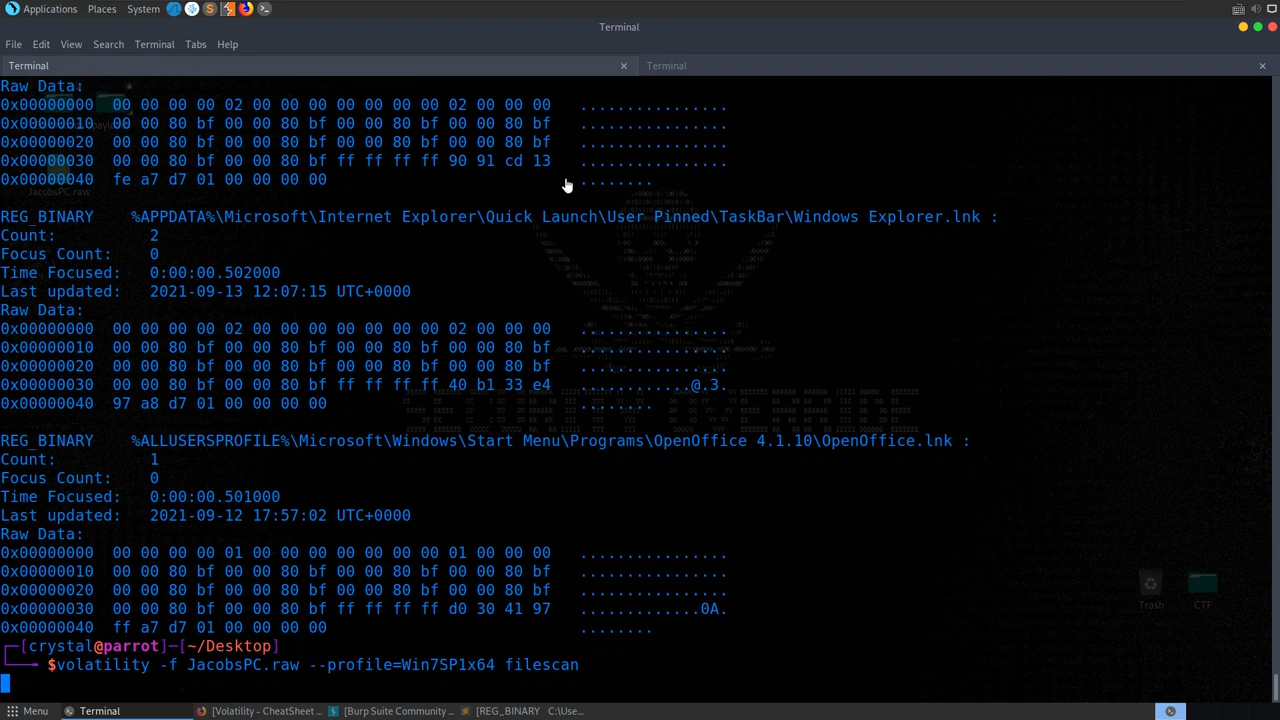 Applications Places System
Terminal
File Edit View Search Terminal Tabs Help
Terminal
Terminal
Raw Data:
0x00000000 00 00 00 00 02 00 00 00 00 00 00 00 02 00 00 00 ................
0x00000010 00 00 80 bf 00 00 80 bf 00 00 80 bf 00 00 80 bf ................
0x00000020 00 00 80 bf 00 00 80 bf 00 00 80 bf 00 00 80 bf ................
0x00000030 00 00 80 bf 00 00 80 bf ff ff ff ff 90 91 cd 13 ................
0x00000040 fe a7 d7 01 00 00 00 00 ........
JacobsPC.raw
REG_BINARY %APPDATA%\Microsoft\Internet Explorer\Quick Launch\User Pinned\TaskBar\Windows Explorer.lnk :
Count: 2
Focus Count: 0
Time Focused: 0:00:00.502000
Last updated: 2021-09-13 12:07:15 UTC+0000
Raw Data:
0x00000000 00 00 00 00 02 00 00 00 00 00 00 00 02 00 00 00 ................
0x00000010 00 00 80 bf 00 00 80 bf 00 00 80 bf 00 00 80 bf ................
0x00000020 00 00 80 bf 00 00 80 bf 00 00 80 bf 00 00 80 bf ................
0x00000030 00 00 80 bf 00 00 80 bf ff ff ff ff 40 b1 33 e4 ............@.3.
0x00000040 97 a8 d7 01 00 00 00 00 ........
REG_BINARY %ALLUSERSPROFILE%\Microsoft\Windows\Start Menu\Programs\OpenOffice 4.1.10\OpenOffice.lnk :
Count: 1
Focus Count: 0
Time Focused: 0:00:00.501000
Last updated: 2021-09-12 17:57:02 UTC+0000
Raw Data:
0x00000000 00 00 00 00 01 00 00 00 00 00 00 00 01 00 00 00 ................
0x00000010 00 00 80 bf 00 00 80 bf 00 00 80 bf 00 00 80 bf ................
0x00000020 00 00 80 bf 00 00 80 bf 00 00 80 bf 00 00 80 bf ................
0x00000030 00 00 80 bf 00 00 80 bf ff ff ff ff d0 30 41 97 .............0A.
0x00000040 ff a7 d7 01 00 00 00 00 ........
Trash CTF
[crystal@parrot]-[~/Desktop]
$volatility -f JacobsPC.raw --profile=Win7SP1x64 filescan
Menu Terminal [Volatility - CheatSheet ... [Burp Suite Community ... [REG_BINARY C:\Use...